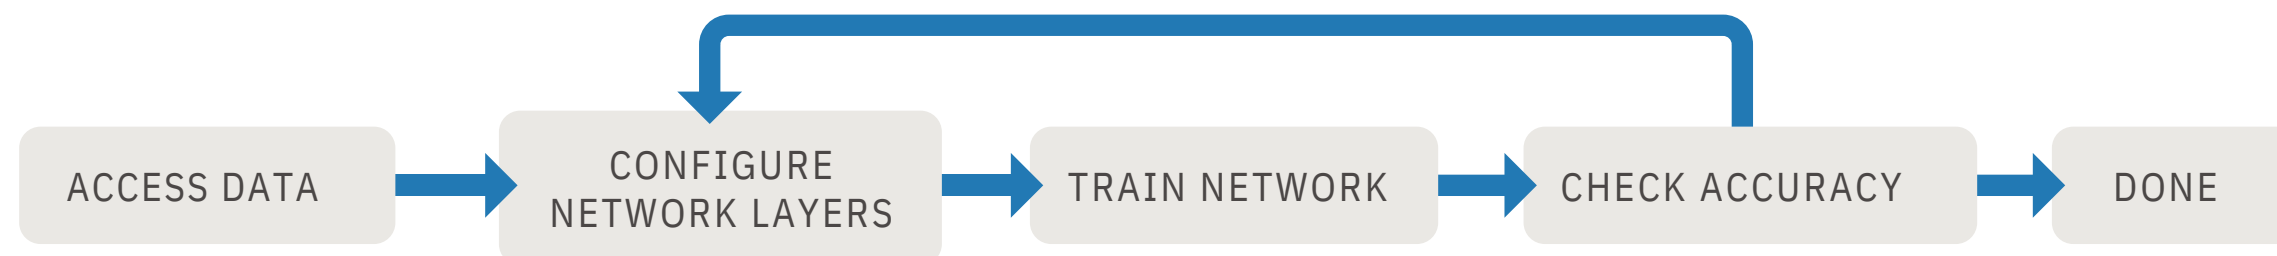 ACCESS DATA
CONFIGURE
NETWORK LAYERS
TRAIN NETWORK
CHECK ACCURACY
DONE